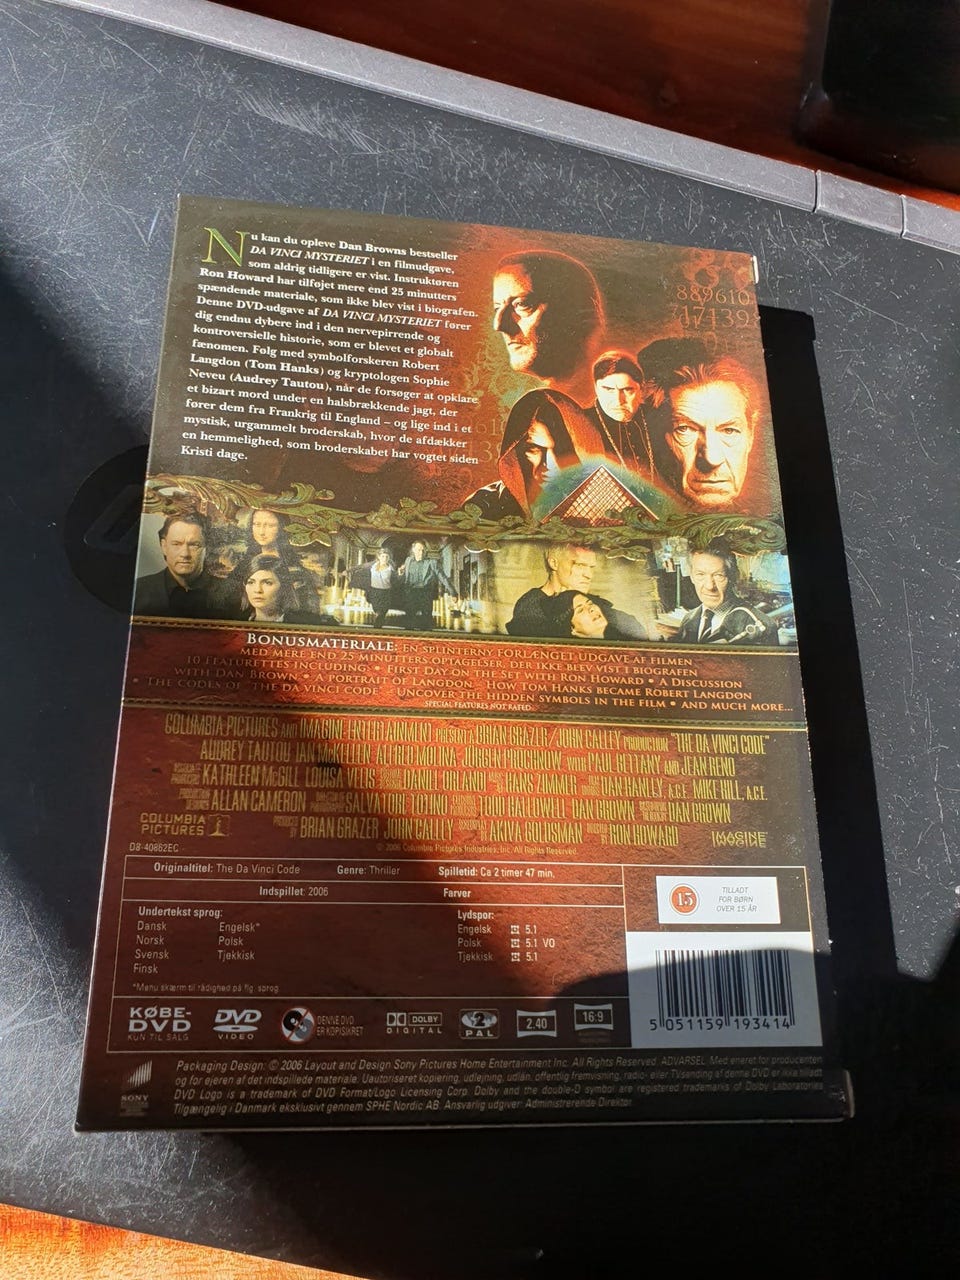 Nu kan du opleve Dan Browns bestseller
DA VINCI MYSTERIET i en filmudgave,
som aldrig tidligere er vist. Instruktøren
Ron Howard har tilføjet mere end 25 minutters
spændende materiale, som ikke blev vist i biografen.
Denne DVD-udgave af DA VINCI MYSTERIET fører
dig endnu dybere ind i den nervepirrende og
kontroversielle historie, som er blevet et globalt
fænomen. Følg med symbolforskeren Robert
Langdon (Tom Hanks) og kryptologen Sophie
Neveu (Audrey Tautou), når de forsøger at opklare
et bizart mord under en halsbrækkende jagt, der
fører dem fra Frankrig til England – og lige ind i et
mystisk, urgammelt broderskab, hvor de afdækker
en hemmelighed, som broderskabet har vogtet siden
Kristi dage.
889610
717139
BONUSMATERIALE: EN SPLINTERNY FORLÆNGET UDGAVE AF FILMEN
MED MERE END 25 MINUTTERS OPTAGELSER, DER IKKE BLEV VIST I BIOGRAFEN
10 FEATURETTES INCLUDING: • FIRST DAY ON THE SET WITH RON HOWARD • A DISCUSSION
WITH DAN BROWN • A PORTRAIT OF LANGDON - HOW TOM HANKS BECAME ROBERT LANGDON
• THE CODES OF "THE DA VINCI CODE" - UNCOVER THE HIDDEN SYMBOLS IN THE FILM • AND MUCH MORE...
SPECIAL FEATURES NOT RATED
COLUMBIA PICTURES AND IMAGINE ENTERTAINMENT PRESENT A BRIAN GRAZER/JOHN CALLEY PRODUCTION "THE DA VINCI CODE"
AUDREY TAUTOU IAN McKELLEN ALFRED MOLINA JÜRGEN PROCHNOW WITH PAUL BETTANY AND JEAN RENO
KATHLEEN McGILL LOUISA VELIS DANIEL ORLANDI HANS ZIMMER DAN HANLEY, A.C.E. MIKE HILL, A.C.E.
PRODUCTION DESIGNER ALLAN CAMERON SALVATORE TOTINO TODD HALLOWELL DAN BROWN DAN BROWN
PRODUCED BY BRIAN GRAZER JOHN CALLEY SCREENPLAY BY AKIVA GOLDSMAN DIRECTED BY RON HOWARD
COLUMBIA
PICTURES
IMAGINE
© 2006 Columbia Pictures Industries, Inc. All Rights Reserved.
D8-40862EC
Originaltitel: The Da Vinci Code Genre: Thriller Spilletid: Ca 2 timer 47 min.
Indspillet: 2006 Farver
Undertekst sprog:
Dansk Engelsk*
Norsk Polsk
Svensk Tjekkisk
Finsk
*Menu skærm til rådighed på flg. sprog.
Lydspor:
Engelsk 5.1
Polsk 5.1 VO
Tjekkisk 5.1
15
TILLADT
FOR BØRN
OVER 15 ÅR
KØBE-
DVD
KUN TIL SALG
DVD
VIDEO
DENNE DVD
ER KOPISIKRET
DOLBY
DIGITAL
2
PAL
2.40
16:9
5 051159 193414
SONY
Packaging Design: © 2006 Layout and Design Sony Pictures Home Entertainment Inc. All Rights Reserved. ADVARSEL. Med eneret for producenten
og for ejeren af det indspillede materiale. Uautoriseret kopiering, udlejning, udlån, offentlig fremvisning, radio- eller TVsending af denne DVD er ikke tilladt
DVD Logo is a trademark of DVD Format/Logo Licensing Corp. Dolby and the double-D symbol are registered trademarks of Dolby Laboratories
Tilgængelig i Danmark eksklusivt gennem SPHE Nordic AB. Ansvarlig udgiver: Administrerende Direktør